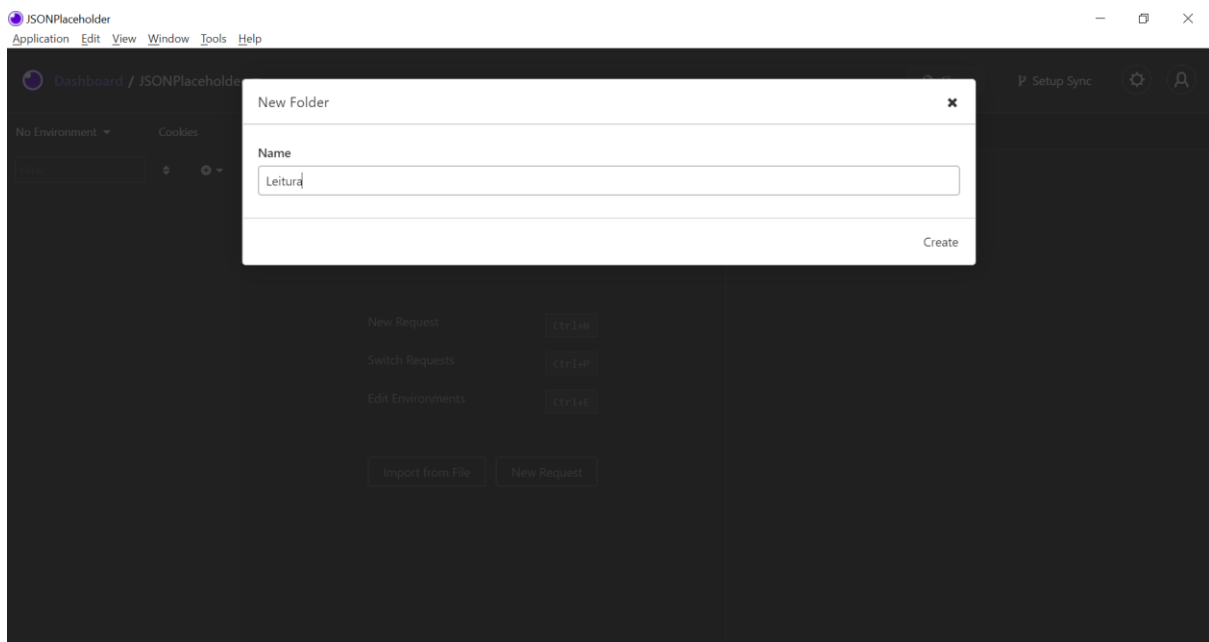 JSONPlaceholder
Application Edit View Window Tools Help
Dashboard / JSONPlaceholder
Setup Sync
New Folder
No Environment Cookies
Name
Leitura
Create
New Request Ctrl+N
Switch Requests Ctrl+P
Edit Environments Ctrl+E
Import from File New Request